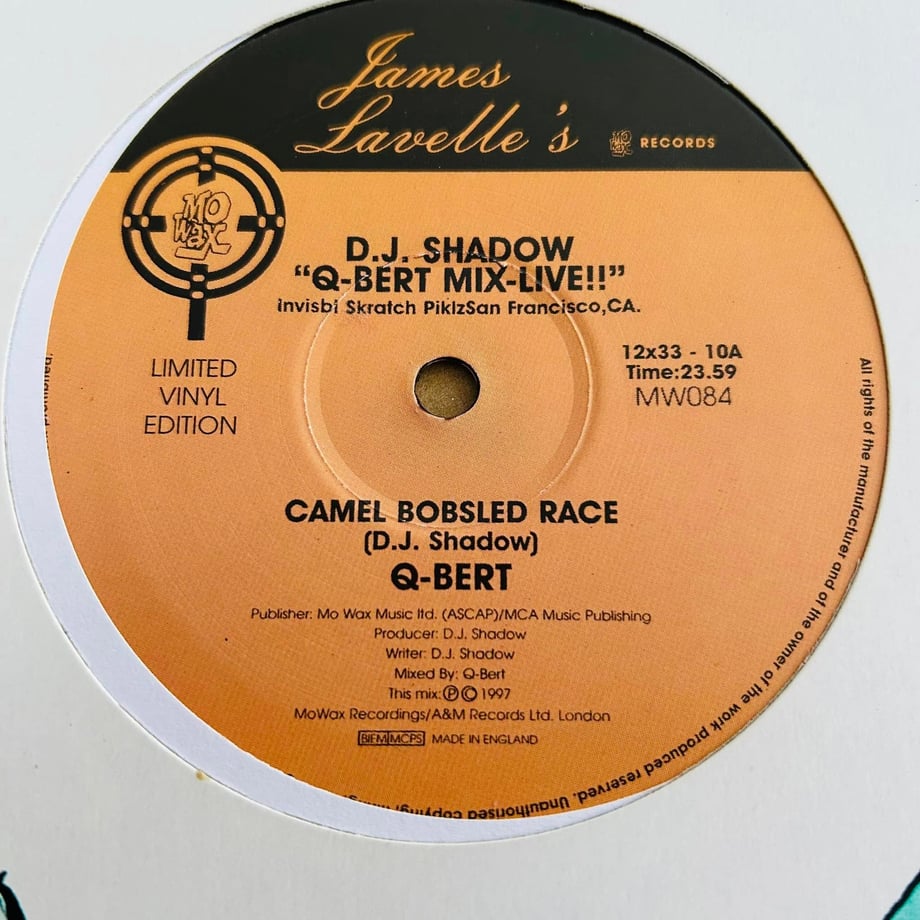 James
Lavelle's
MO
WAX
RECORDS
MO
Wax
D.J. SHADOW
“Q-BERT MIX-LIVE!!”
Invisbl Skratch PiklzSan Francisco,CA.
LIMITED
VINYL
EDITION
12x33 - 10A
Time:23.59
MW084
CAMEL BOBSLED RACE
(D.J. Shadow)
Q-BERT
Publisher: Mo Wax Music ltd. (ASCAP)/MCA Music Publishing
Producer: D.J. Shadow
Writer: D.J. Shadow
Mixed By: Q-Bert
This mix:℗© 1997
MoWax Recordings/A&M Records Ltd. London
BIEM MCPS MADE IN ENGLAND
All rights of the manufacturer and of the owner of the work produced reserved. Unauthorised copying,